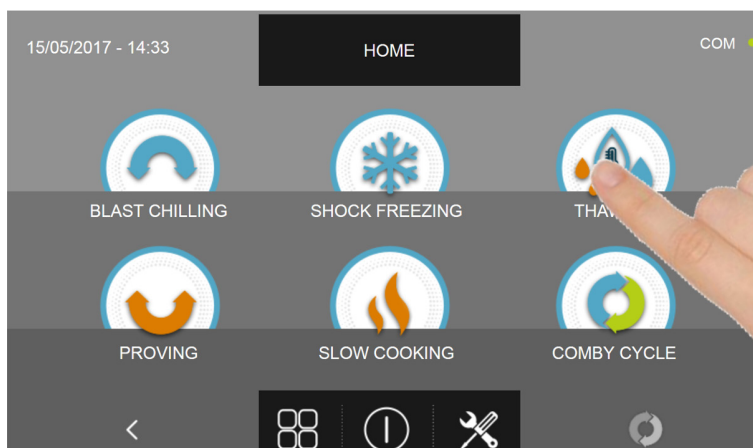 15/05/2017 - 14:33
HOME
COM
BLAST CHILLING
SHOCK FREEZING
PROVING
SLOW COOKING
COMBY CYCLE